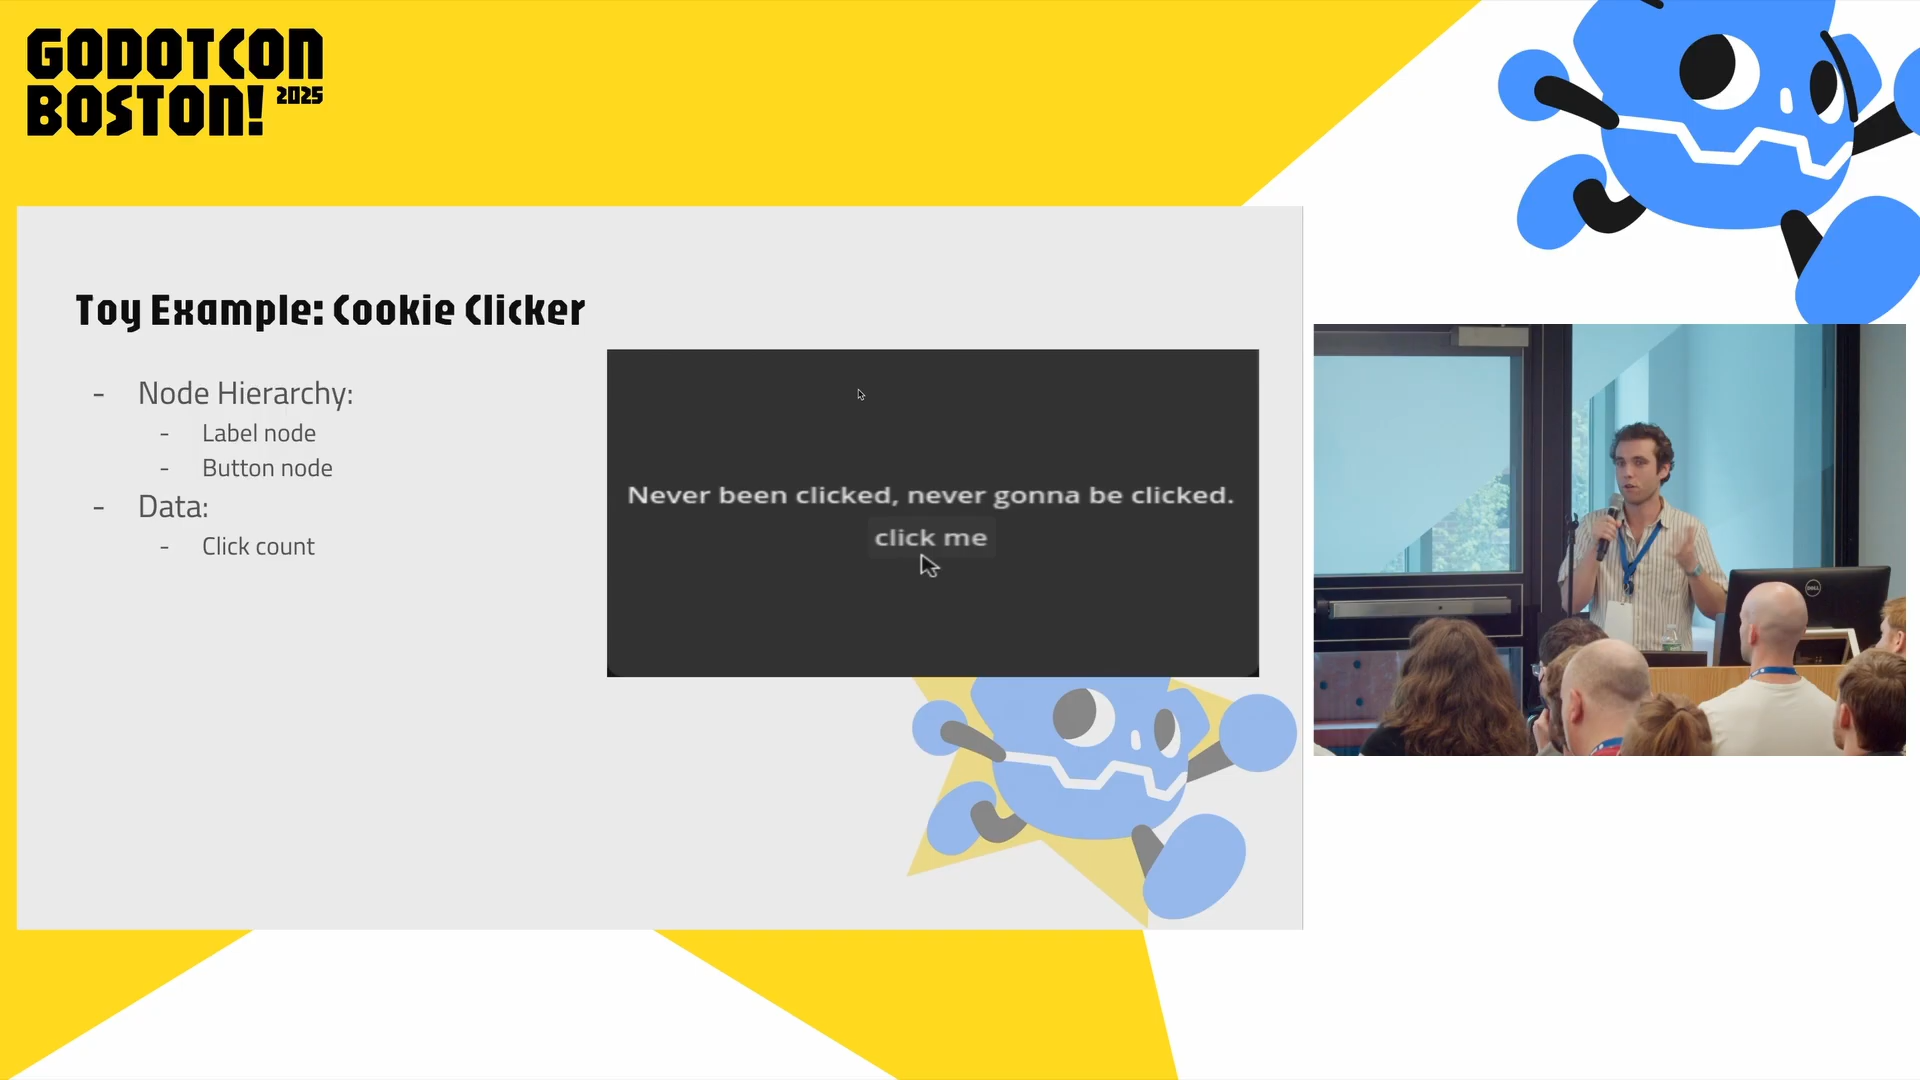 GODOTCON
BOSTON! 2025
Toy Example: Cookie Clicker
- Node Hierarchy:
- Label node
- Button node
- Data:
- Click count
Never been clicked, never gonna be clicked.
click me
DELL